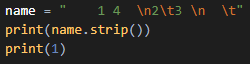 name = "    1 4  \n2\t3 \n  \t"
print(name.strip())
print(1)